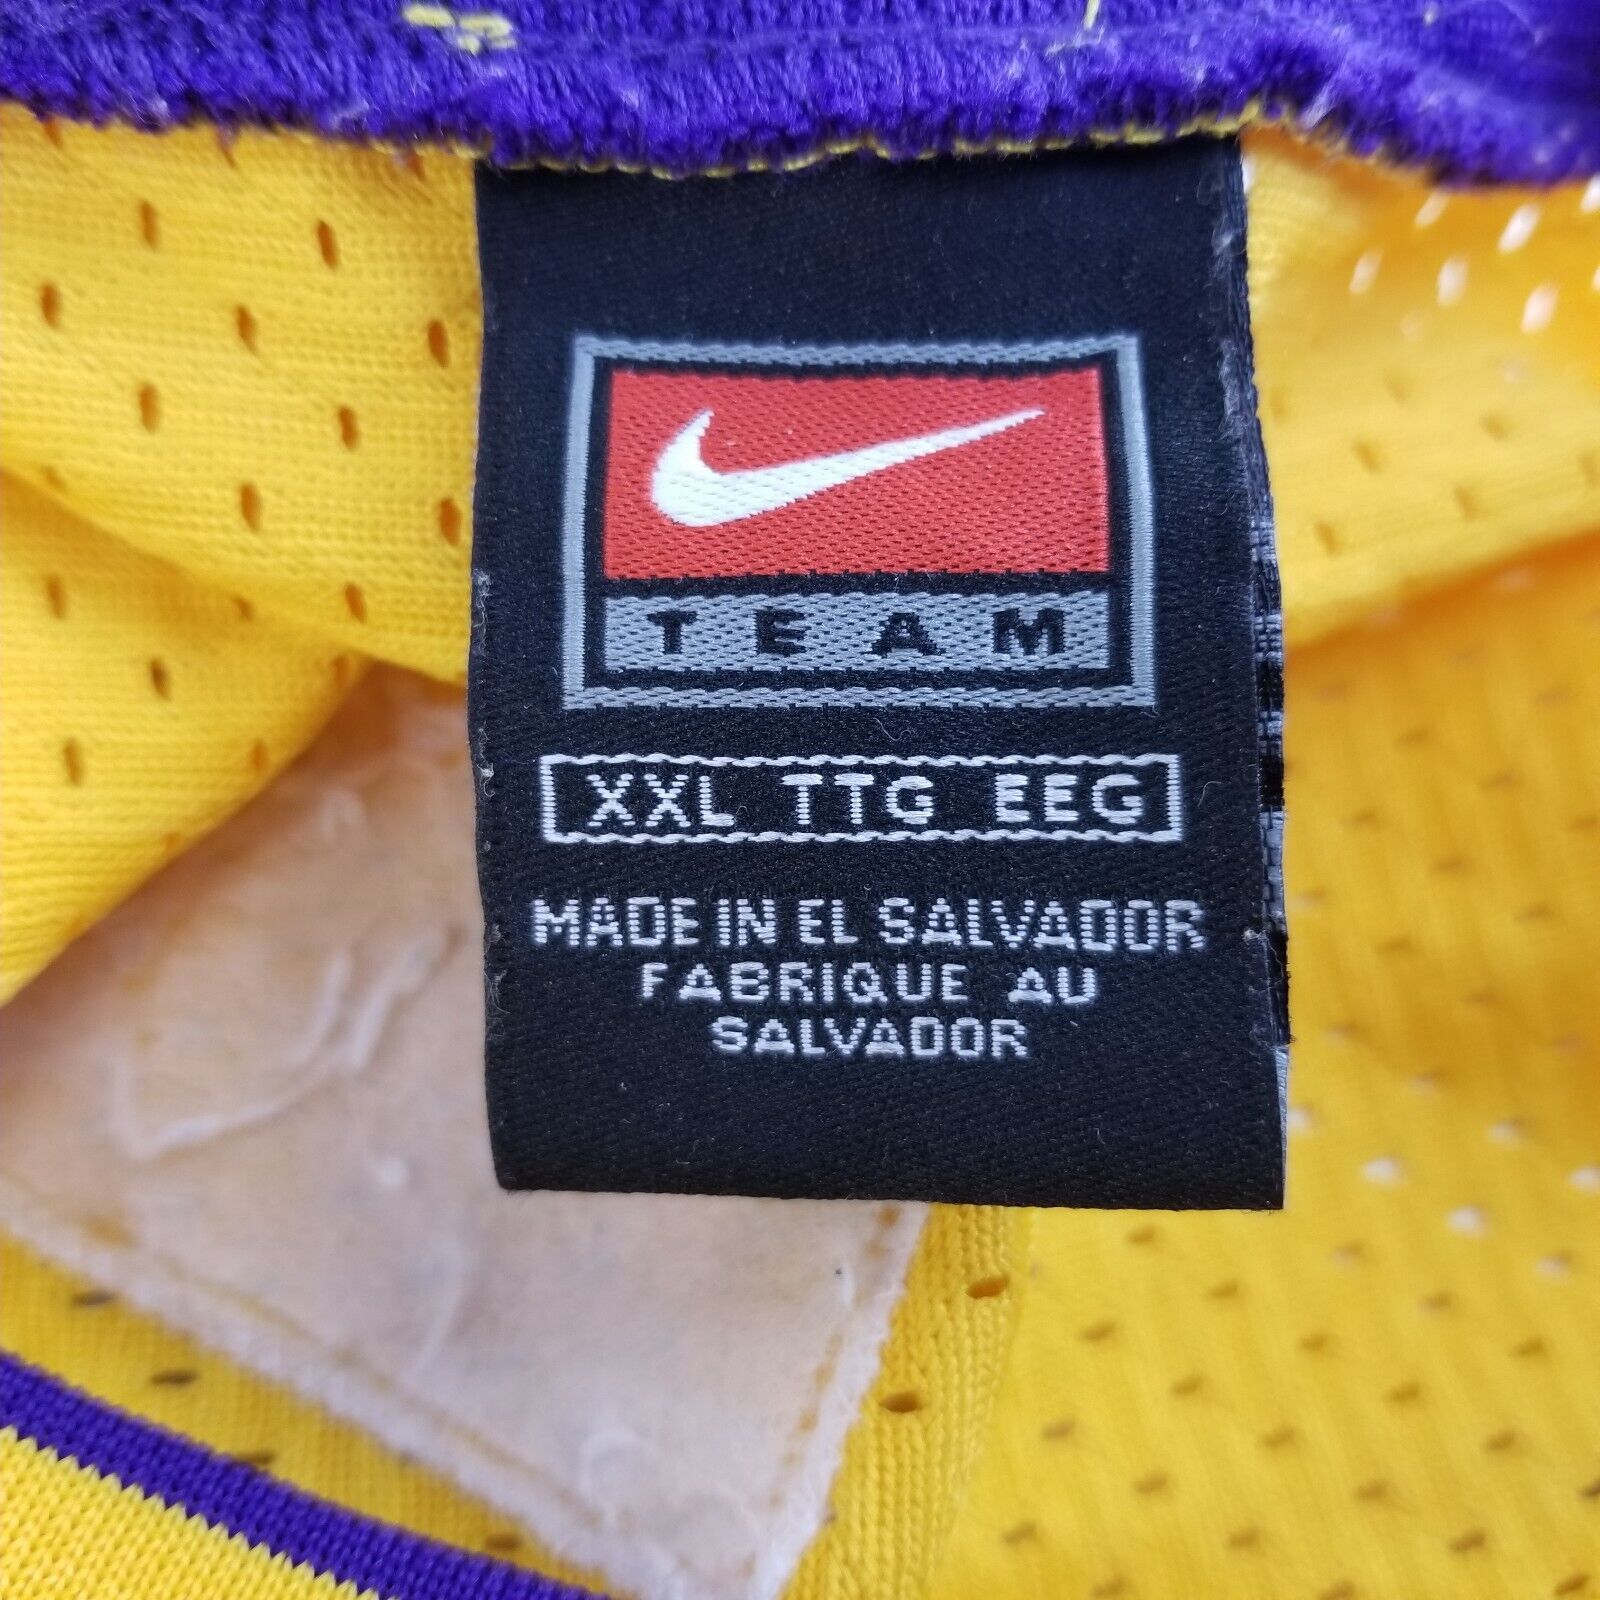 TEAM
XXL TTG EEG
MADE IN EL SALVADOR
FABRIQUE AU
SALVADOR